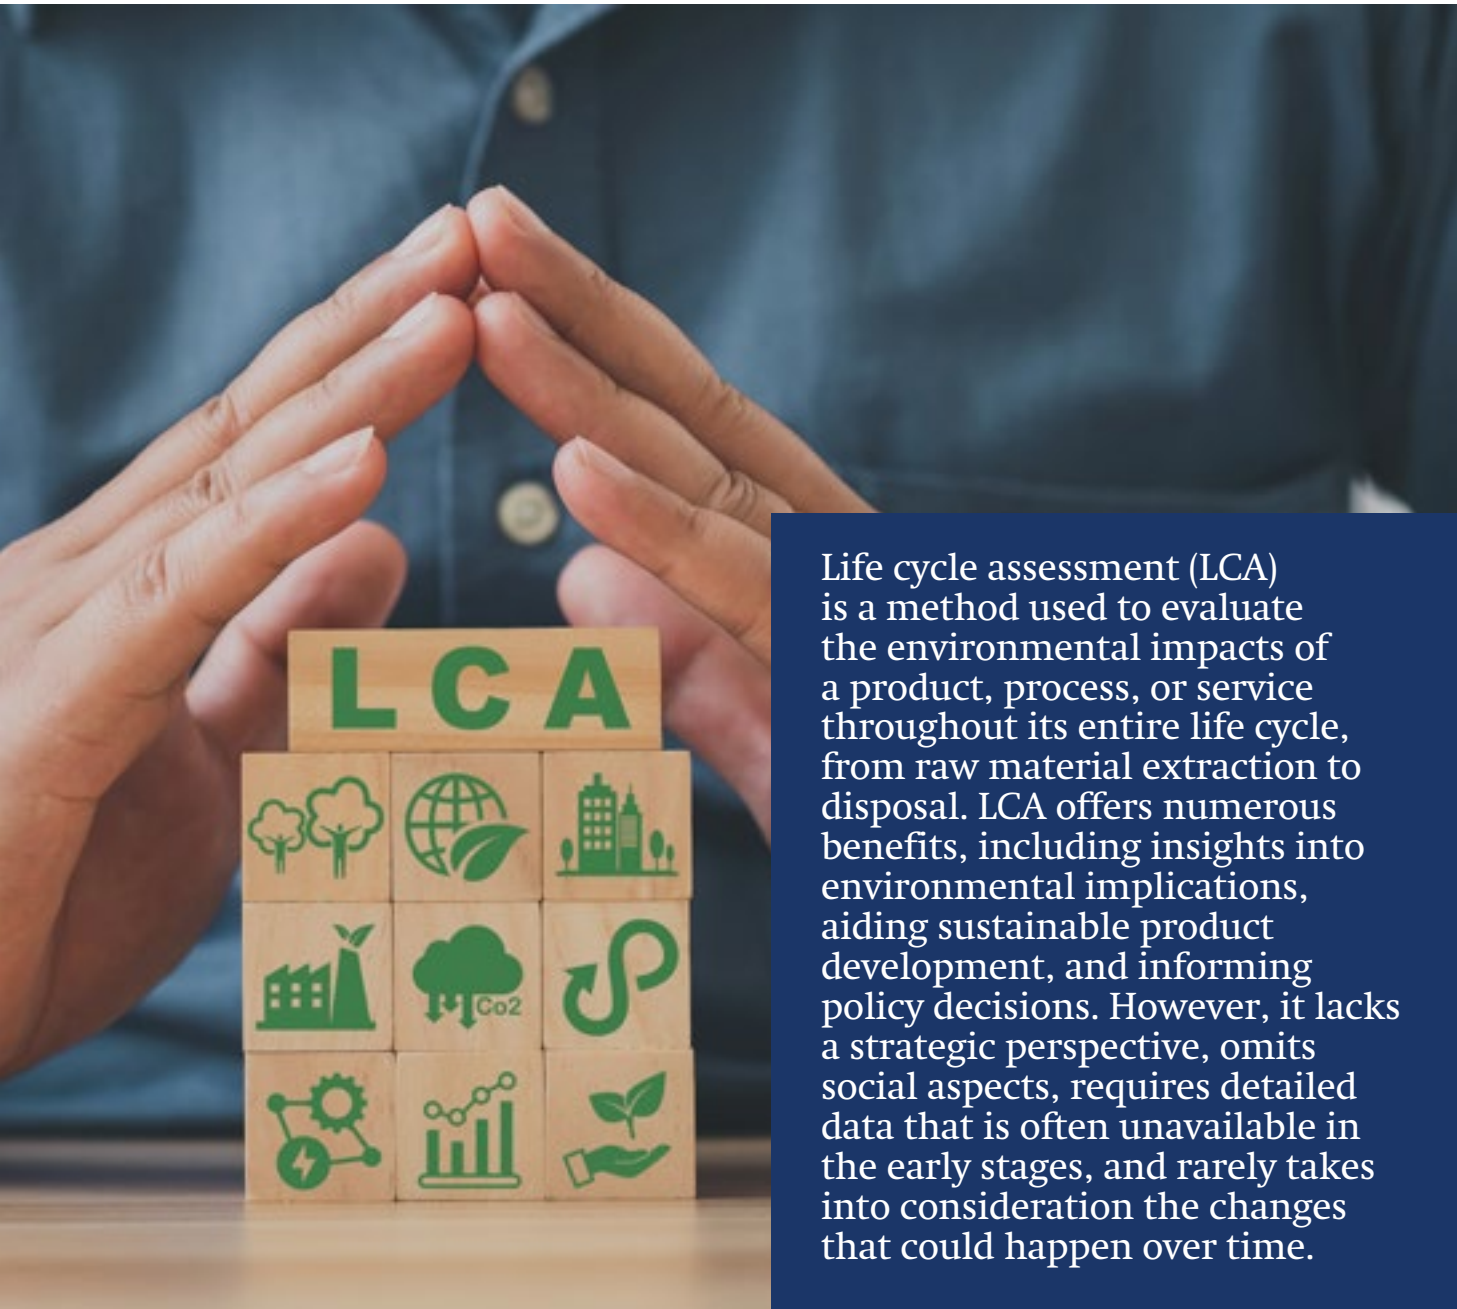 L C A
Co2
Life cycle assessment (LCA)
is a method used to evaluate
the environmental impacts of
a product, process, or service
throughout its entire life cycle,
from raw material extraction to
disposal. LCA offers numerous
benefits, including insights into
environmental implications,
aiding sustainable product
development, and informing
policy decisions. However, it lacks
a strategic perspective, omits
social aspects, requires detailed
data that is often unavailable in
the early stages, and rarely takes
into consideration the changes
that could happen over time.